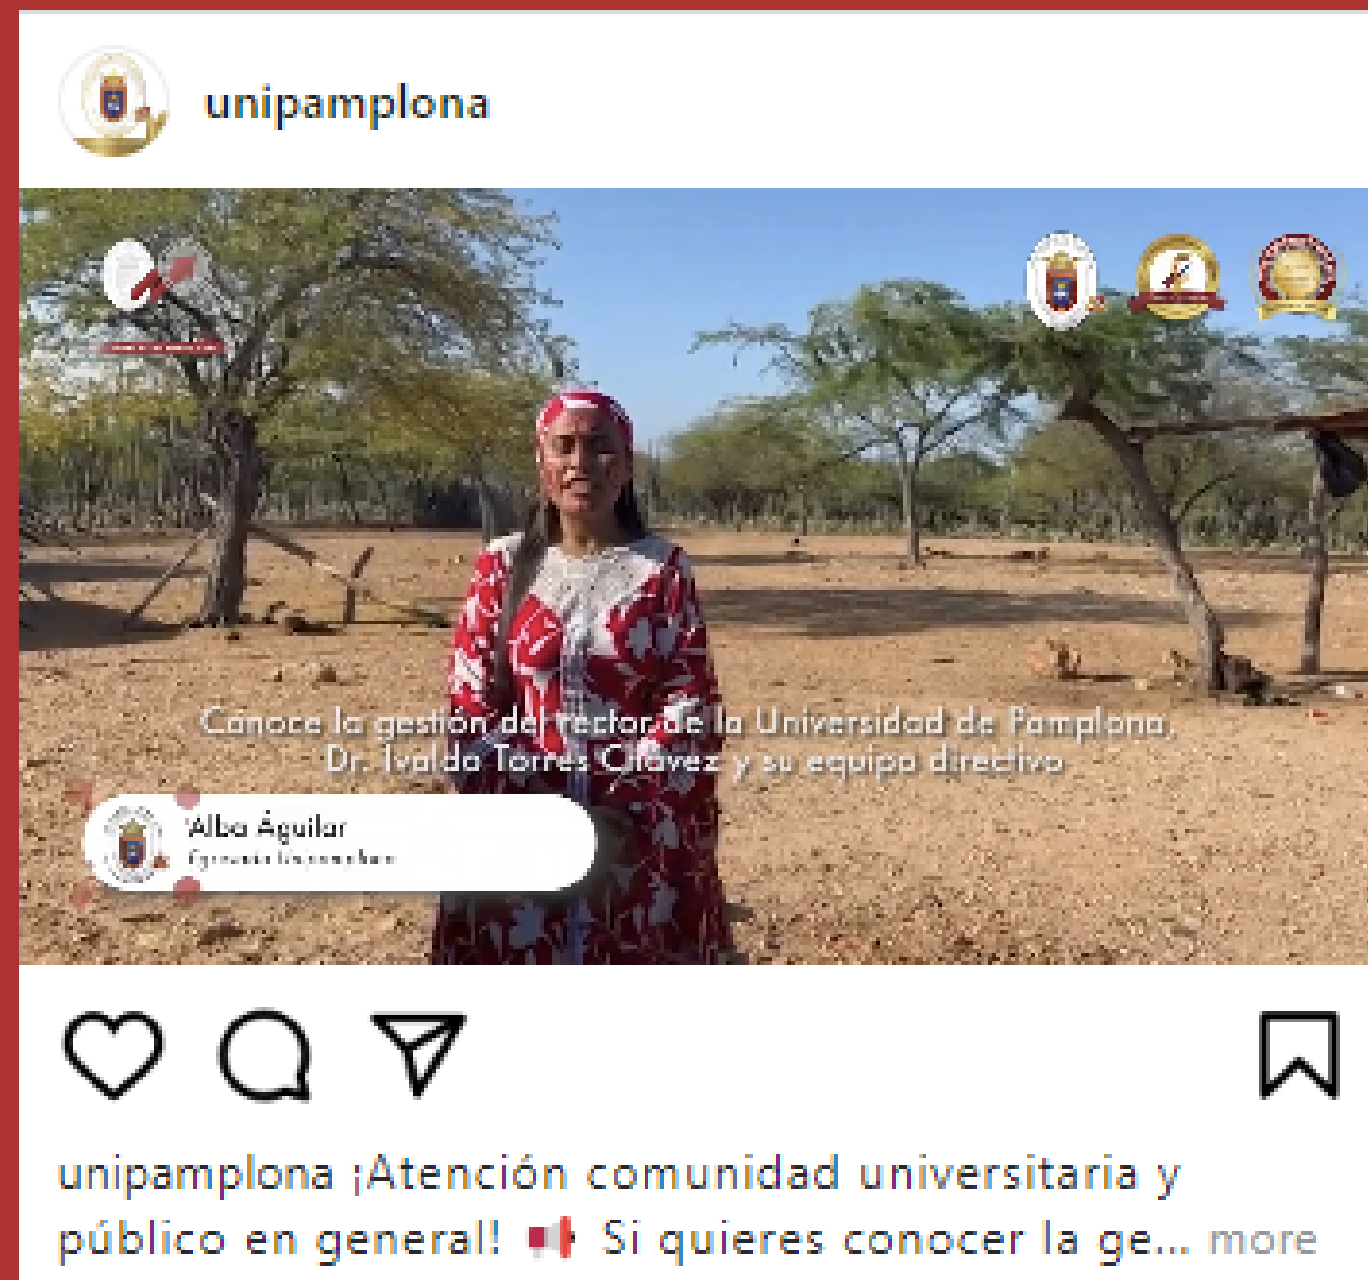 unipamplona
Conoce la gestión del rector de la Universidad de Pamplona,
Dr. Ivaldo Torres Chávez y su equipo directivo
Alba Aguilar
unipamplona ¡Atención comunidad universitaria y
público en general! 📢 Si quieres conocer la ge... more